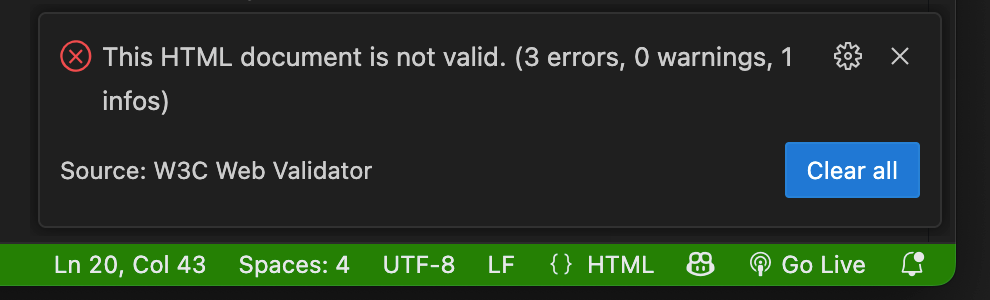 This HTML document is not valid. (3 errors, 0 warnings, 1
infos)
Source: W3C Web Validator
Clear all
Ln 20, Col 43 Spaces: 4 UTF-8 LF {} HTML Go Live